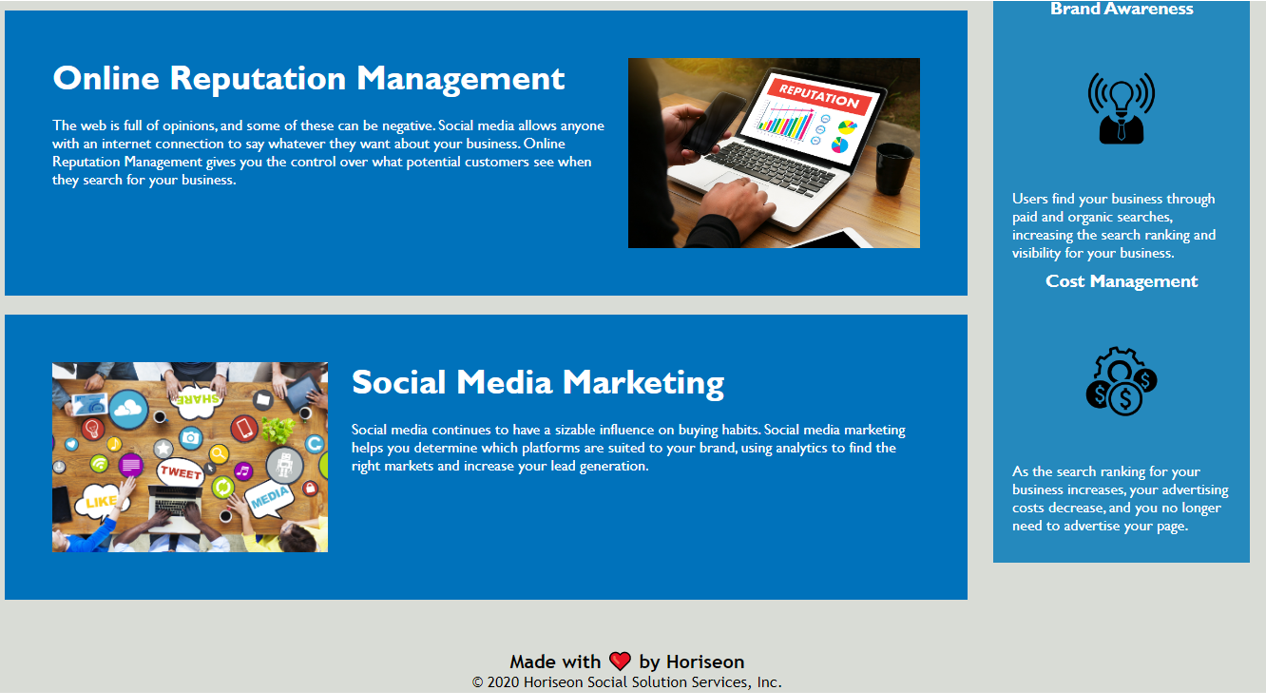 Online Reputation Management
The web is full of opinions, and some of these can be negative. Social media allows anyone
with an internet connection to say whatever they want about your business. Online
Reputation Management gives you the control over what potential customers see when
they search for your business.
REPUTATION
Social Media Marketing
Social media continues to have a sizable influence on buying habits. Social media marketing
helps you determine which platforms are suited to your brand, using analytics to find the
right markets and increase your lead generation.
SHARE
TWEET
LIKE
MEDIA
Brand Awareness
Users find your business through
paid and organic searches,
increasing the search ranking and
visibility for your business.
Cost Management
$ $ $
As the search ranking for your
business increases, your advertising
costs decrease, and you no longer
need to advertise your page.
Made with ❤️ by Horiseon
© 2020 Horiseon Social Solution Services, Inc.